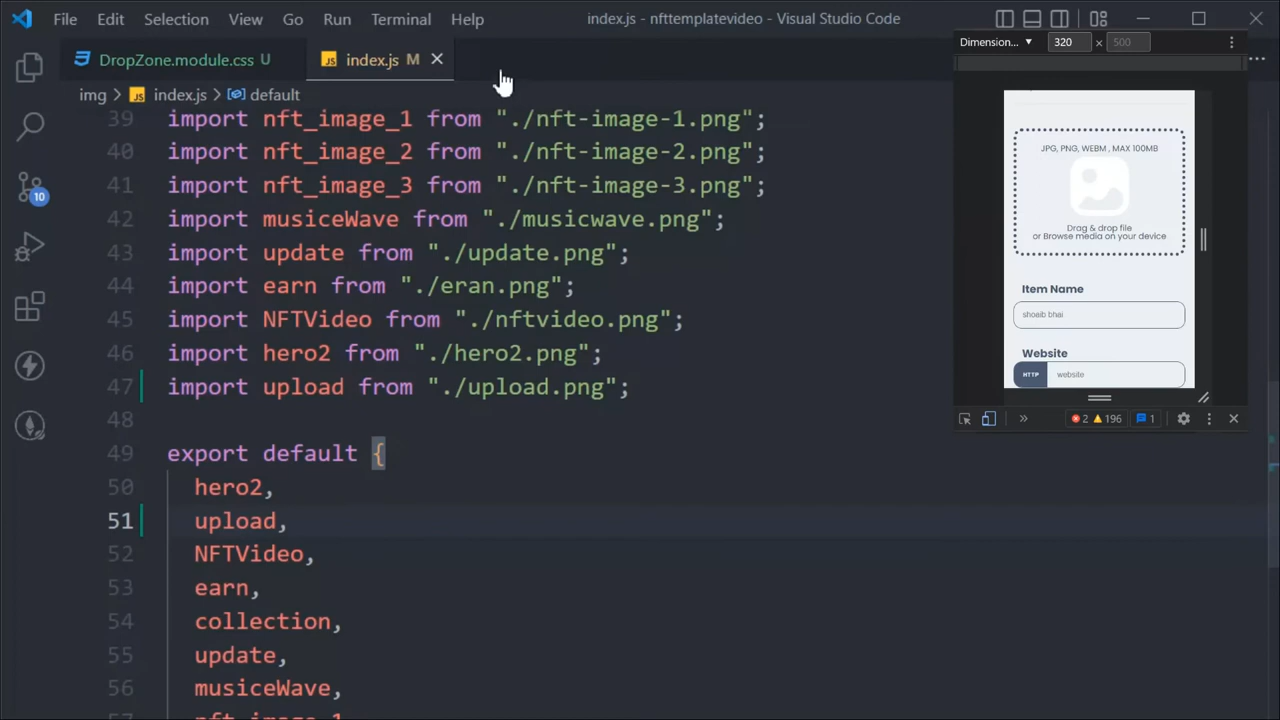 File Edit Selection View Go Run Terminal Help index.js - nfttemplatevideo - Visual Studio Code
DropZone.module.css U index.js M
img > index.js > default
39 import nft_image_1 from "./nft-image-1.png";
40 import nft_image_2 from "./nft-image-2.png";
41 import nft_image_3 from "./nft-image-3.png";
42 import musiceWave from "./musicwave.png";
43 import update from "./update.png";
44 import earn from "./eran.png";
45 import NFTVideo from "./nftvideo.png";
46 import hero2 from "./hero2.png";
47 import upload from "./upload.png";
48
49 export default {
50 hero2,
51 upload,
52 NFTVideo,
53 earn,
54 collection,
55 update,
56 musiceWave,
57 nft_image_1
10
Dimension... 320 × 500
JPG, PNG, WEBM , MAX 100MB
Drag & drop file
or Browse media on your device
Item Name
shoaib bhai
Website
HTTP website
2 196 1